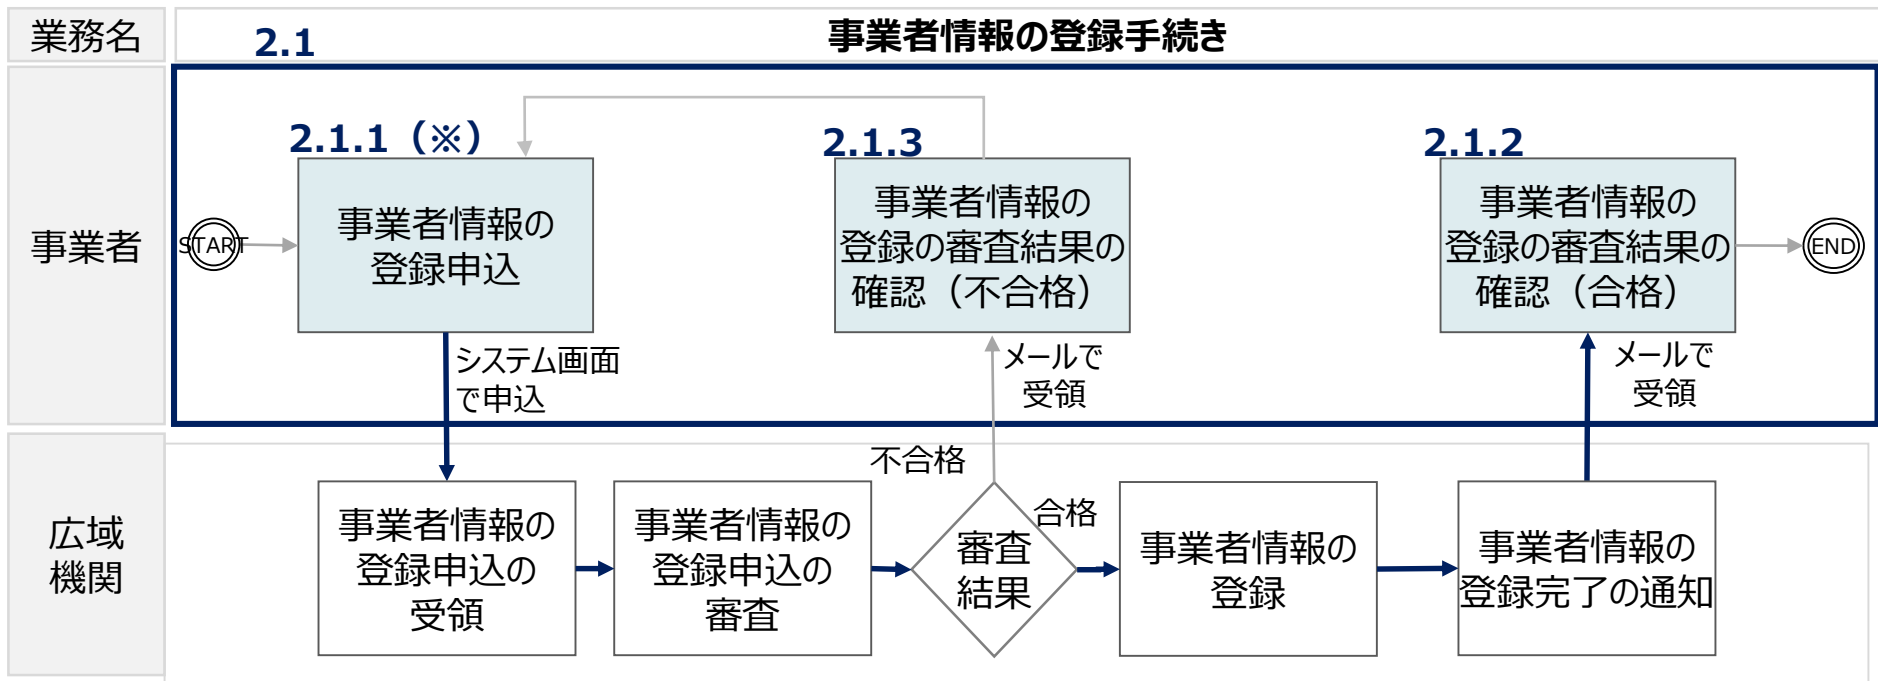 業務名
2.1
事業者情報の登録手続き
事業者
START
2.1.1（※）
事業者情報の
登録申込
システム画面
で申込
2.1.3
事業者情報の
登録の審査結果の
確認（不合格）
メールで
受領
2.1.2
事業者情報の
登録の審査結果の
確認（合格）
メールで
受領
END
広域
機関
事業者情報の
登録申込の
受領
事業者情報の
登録申込の
審査
不合格
審査
結果
合格
事業者情報の
登録
事業者情報の
登録完了の通知